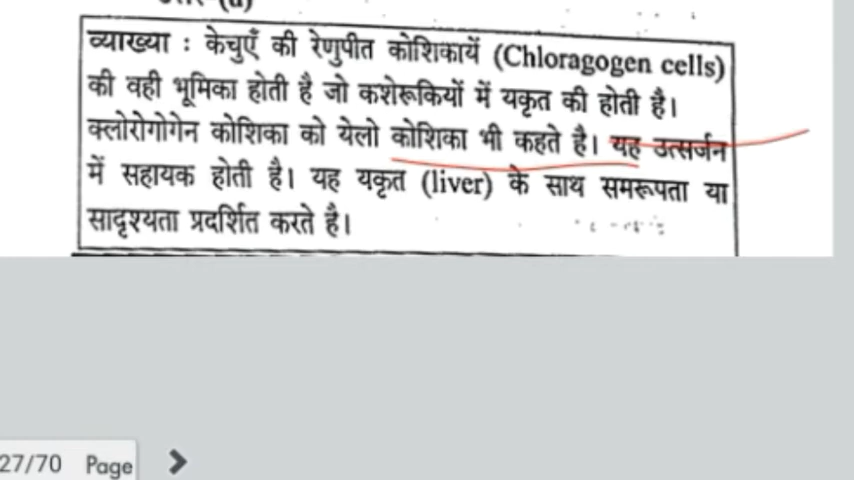 व्याख्या : केचुएँ की रेणुपीत कोशिकायें (Chloragogen cells)
की वही भूमिका होती है जो कशेरूकियों में यकृत की होती है।
क्लोरोगोगेन कोशिका को येलो कोशिका भी कहते है। यह उत्सर्जन
में सहायक होती है। यह यकृत (liver) के साथ समरूपता या
सादृश्यता प्रदर्शित करते है।
27/70 Page